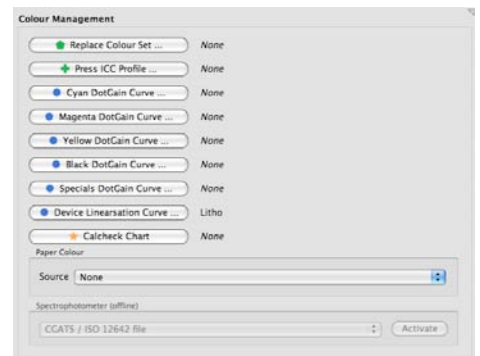 Colour Management
Replace Colour Set ... None
Press ICC Profile ... None
Cyan DotGain Curve ... None
Magenta DotGain Curve ... None
Yellow DotGain Curve ... None
Black DotGain Curve ... None
Specials DotGain Curve ... None
Device Linearsation Curve ... Litho
Calcheck Chart None
Paper Colour
Source None
Spectrophotometer (offline)
CGATS / ISO 12642 file Activate